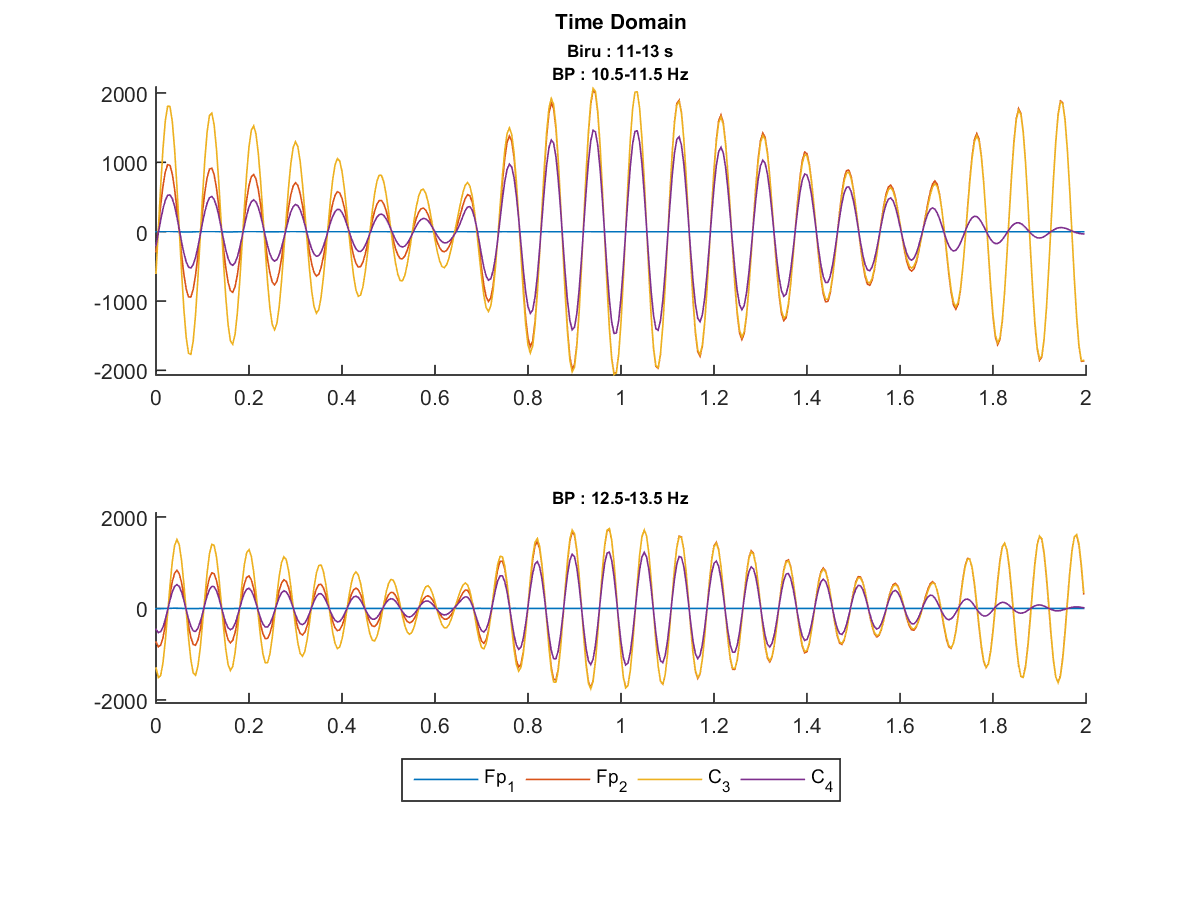 Time Domain
Biru : 11-13 s
BP : 10.5-11.5 Hz
2000
1000
0
-1000
-2000
0 0.2 0.4 0.6 0.8 1 1.2 1.4 1.6 1.8 2
BP : 12.5-13.5 Hz
2000
0
-2000
0 0.2 0.4 0.6 0.8 1 1.2 1.4 1.6 1.8 2
Fp1 Fp2 C3 C4